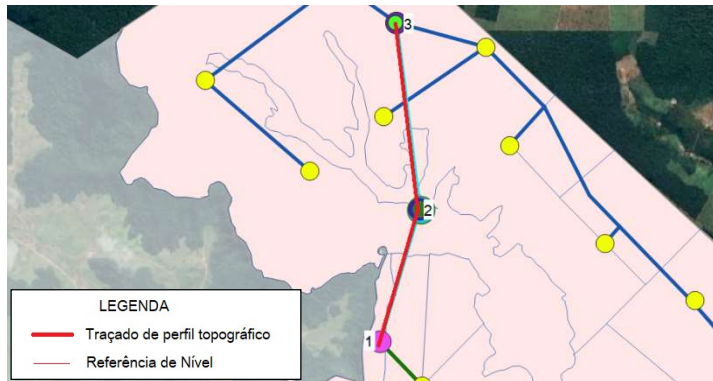 3
2
1
LEGENDA
Traçado de perfil topográfico
Referência de Nível